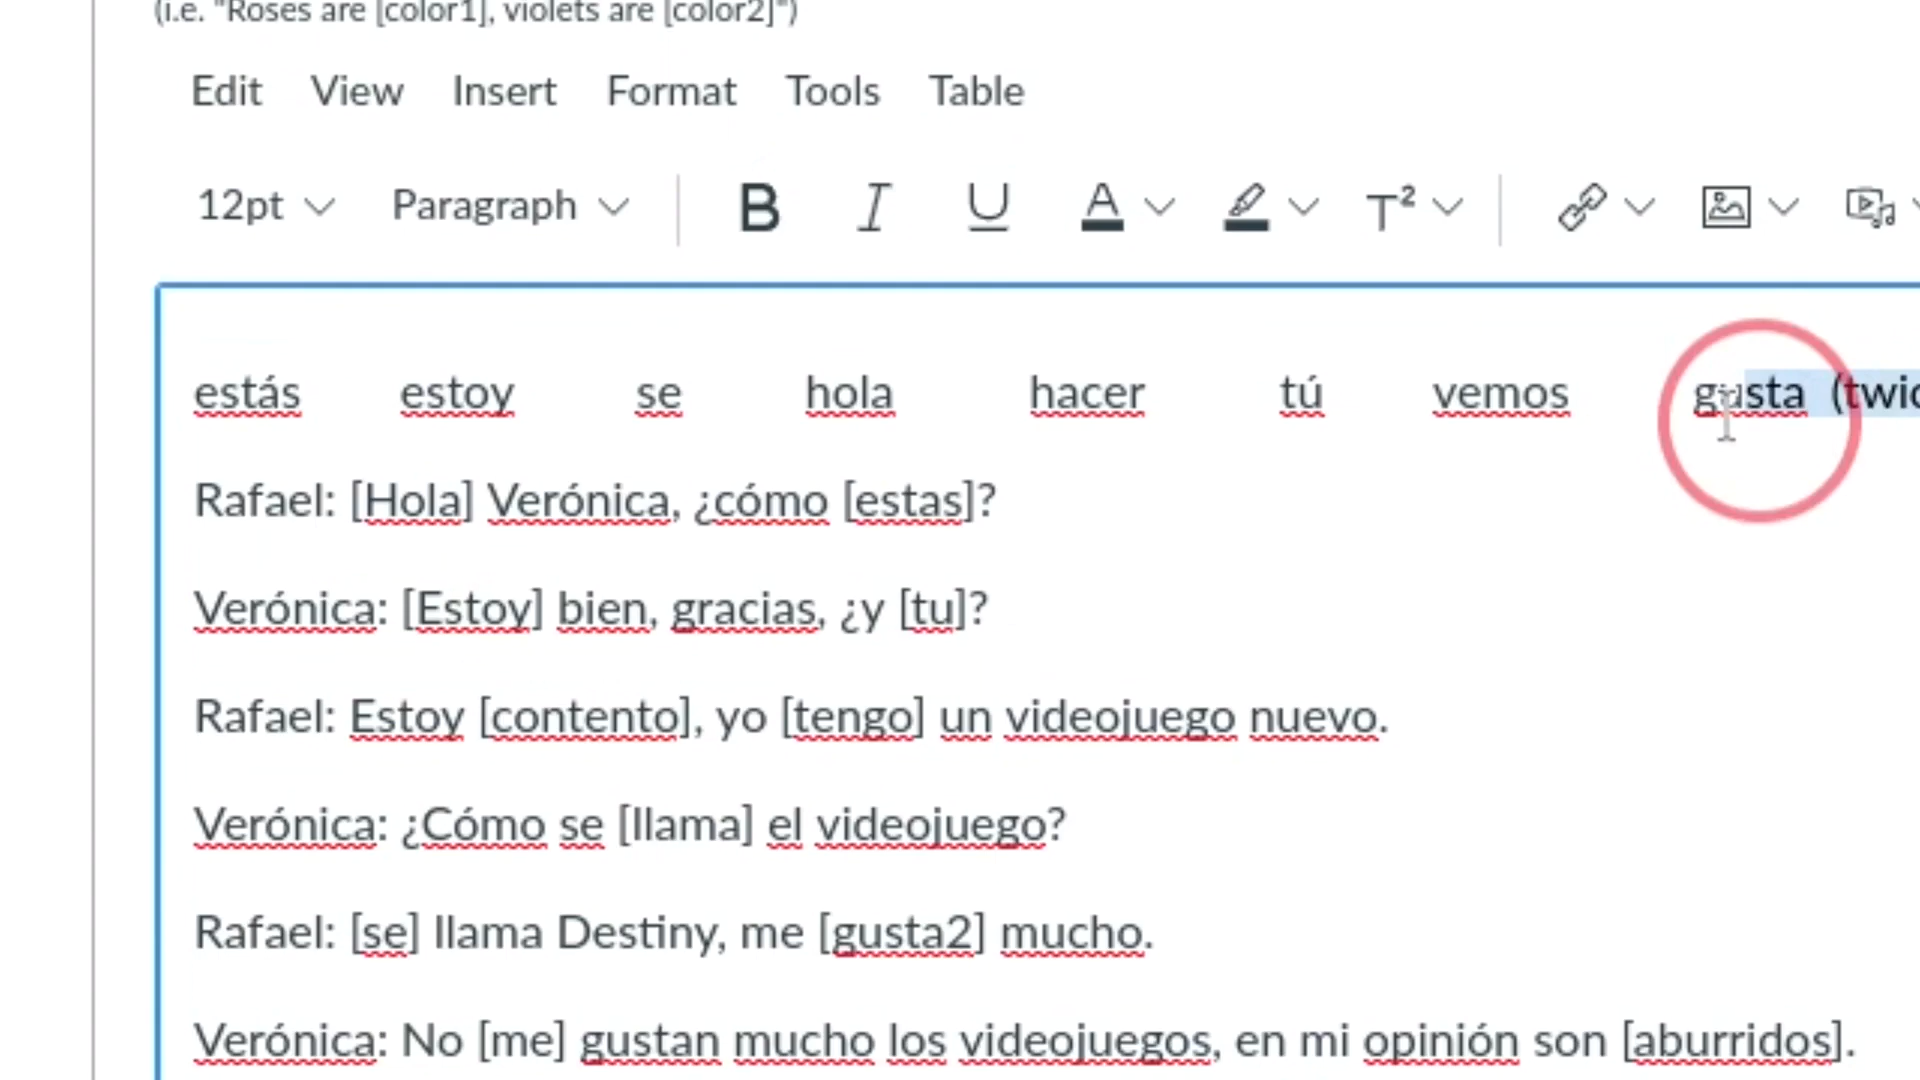 (i.e. "Roses are [color1], violets are [color2]")
Edit View Insert Format Tools Table
12pt Paragraph B I U A T²
estás estoy se hola hacer tú vemos gusta (twic
Rafael: [Hola] Verónica, ¿cómo [estas]?
Verónica: [Estoy] bien, gracias, ¿y [tu]?
Rafael: Estoy [contento], yo [tengo] un videojuego nuevo.
Verónica: ¿Cómo se [llama] el videojuego?
Rafael: [se] llama Destiny, me [gusta2] mucho.
Verónica: No [me] gustan mucho los videojuegos, en mi opinión son [aburridos].